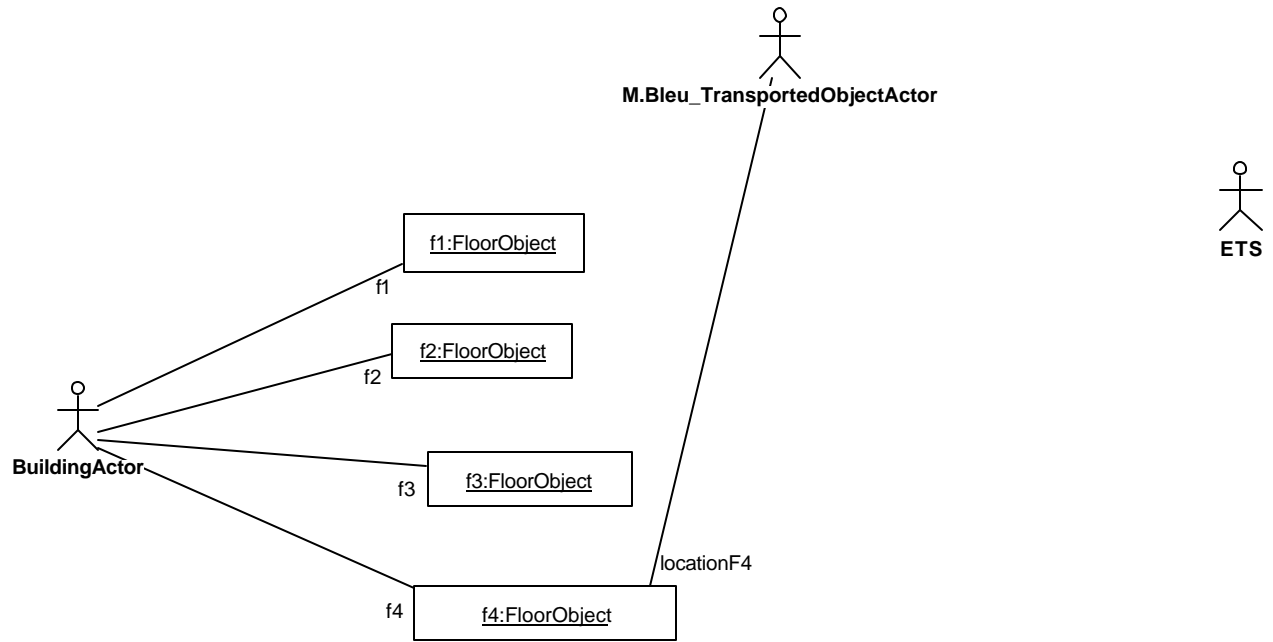 M.Bleu_TransportedObjectActor
ETS
f1:FloorObject
f1
f2:FloorObject
f2
BuildingActor
f3:FloorObject
f3
locationF4
f4:FloorObject
f4